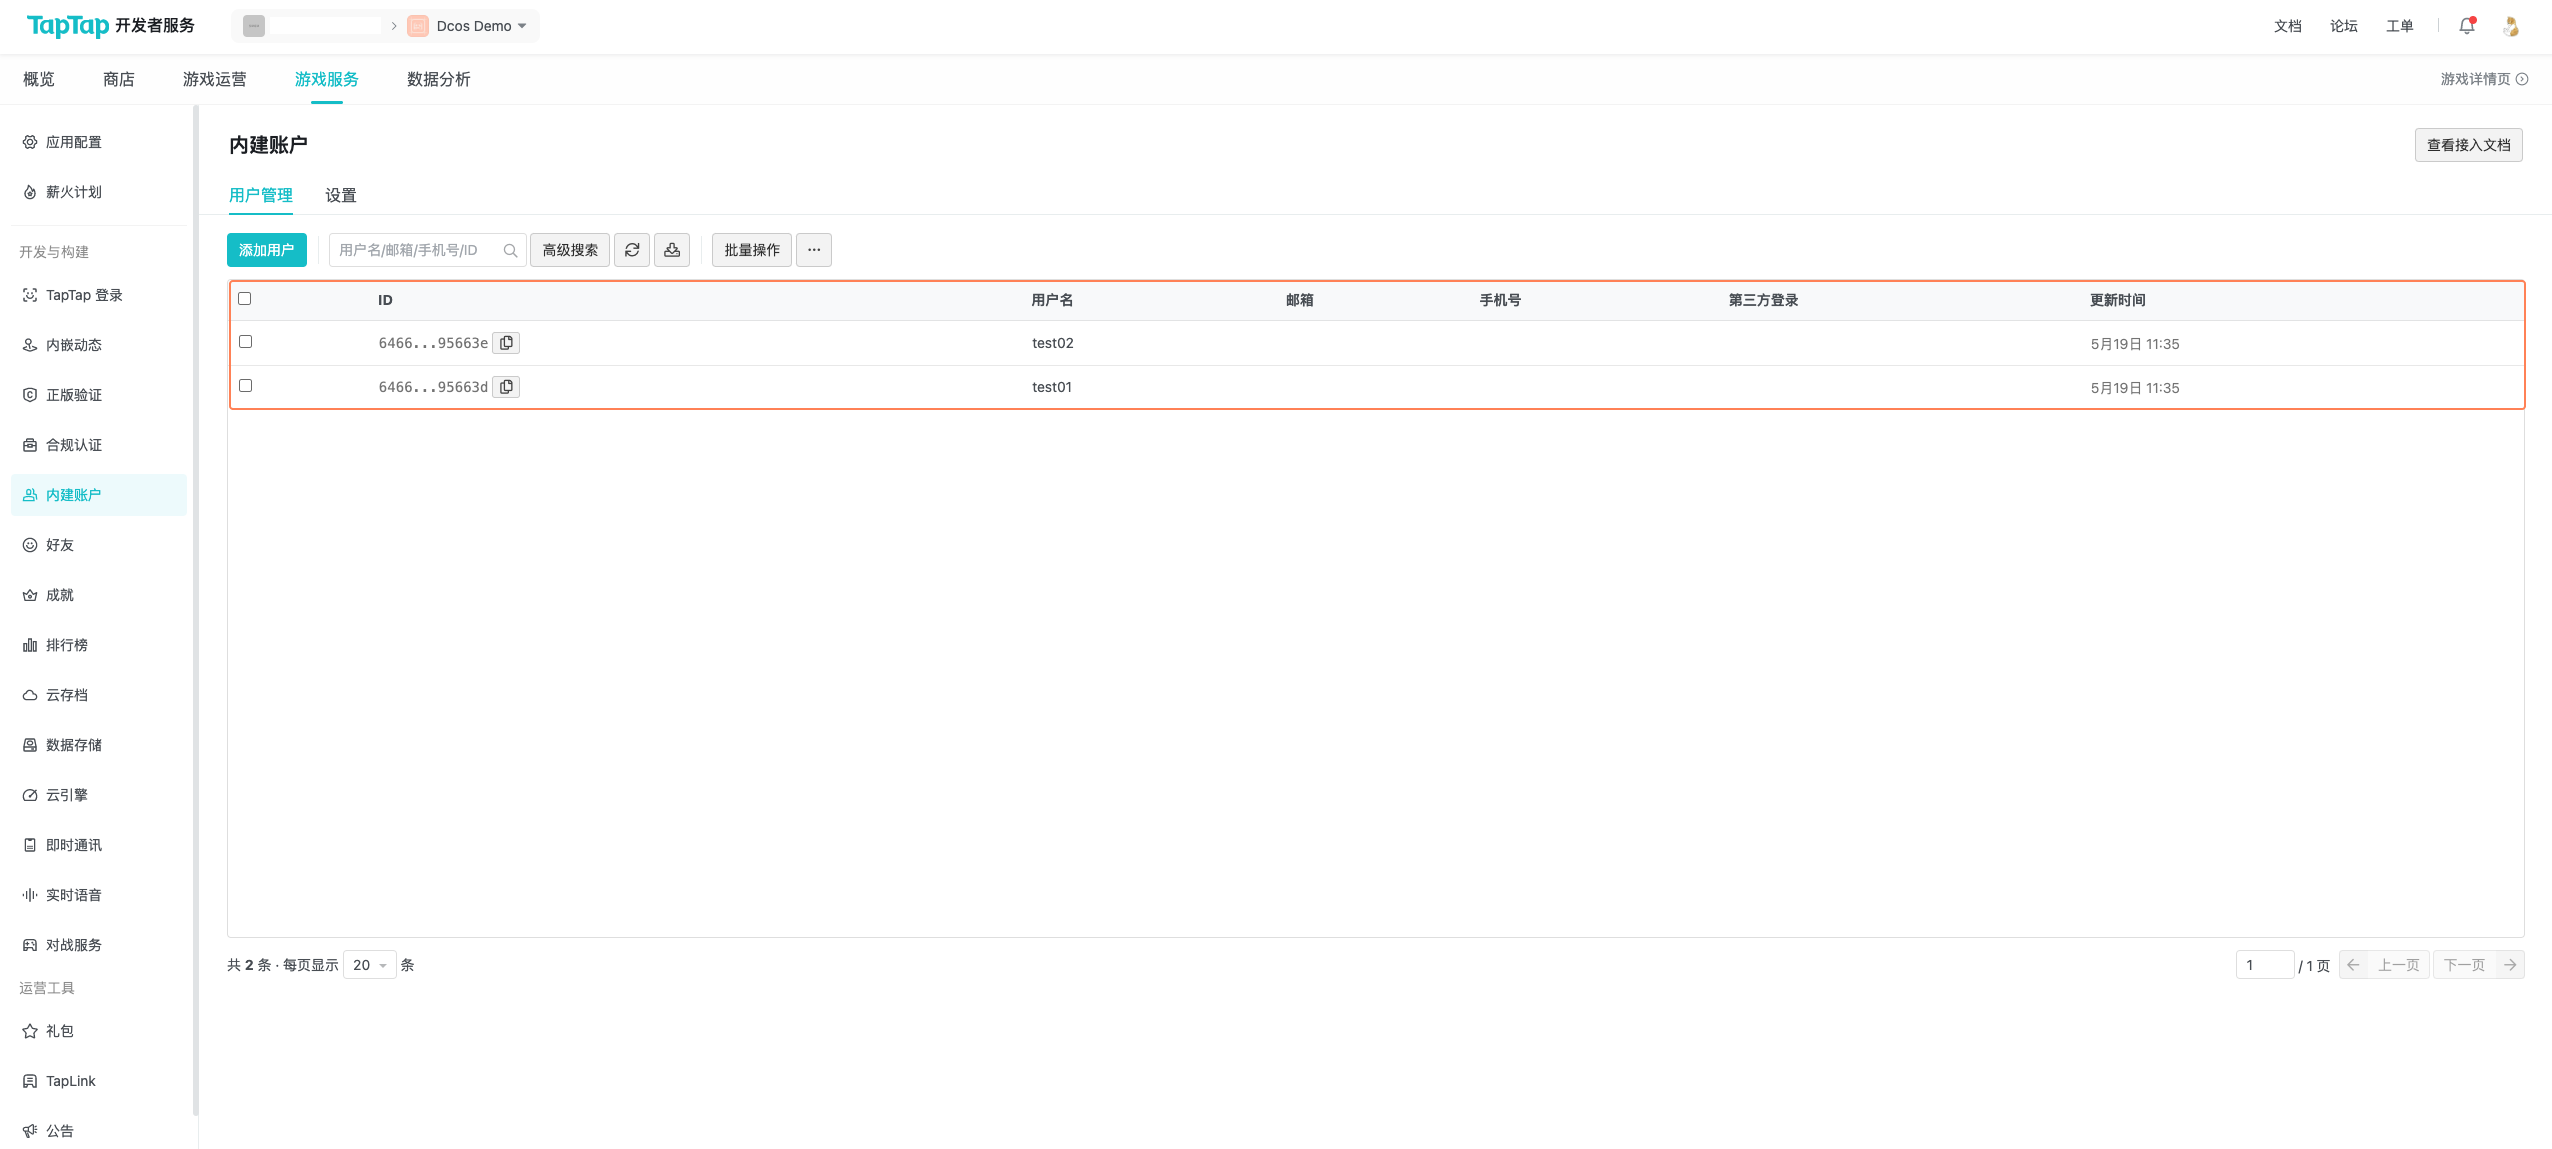 TapTap 开发者服务
Dcos Demo
文档 论坛 工单
概览 商店 游戏运营 游戏服务 数据分析
游戏详情页
应用配置
薪火计划
开发与构建
TapTap 登录
内嵌动态
正版验证
合规认证
内建账户
好友
成就
排行榜
云存档
数据存储
云引擎
即时通讯
实时语音
对战服务
运营工具
礼包
TapLink
公告
内建账户
查看接入文档
用户管理 设置
添加用户 用户名/邮箱/手机号/ID 高级搜索 批量操作 ···
ID 用户名 邮箱 手机号 第三方登录 更新时间
6466...95663e test02 5月19日 11:35
6466...95663d test01 5月19日 11:35
共 2 条 · 每页显示 20 条
1 / 1 页 上一页 下一页